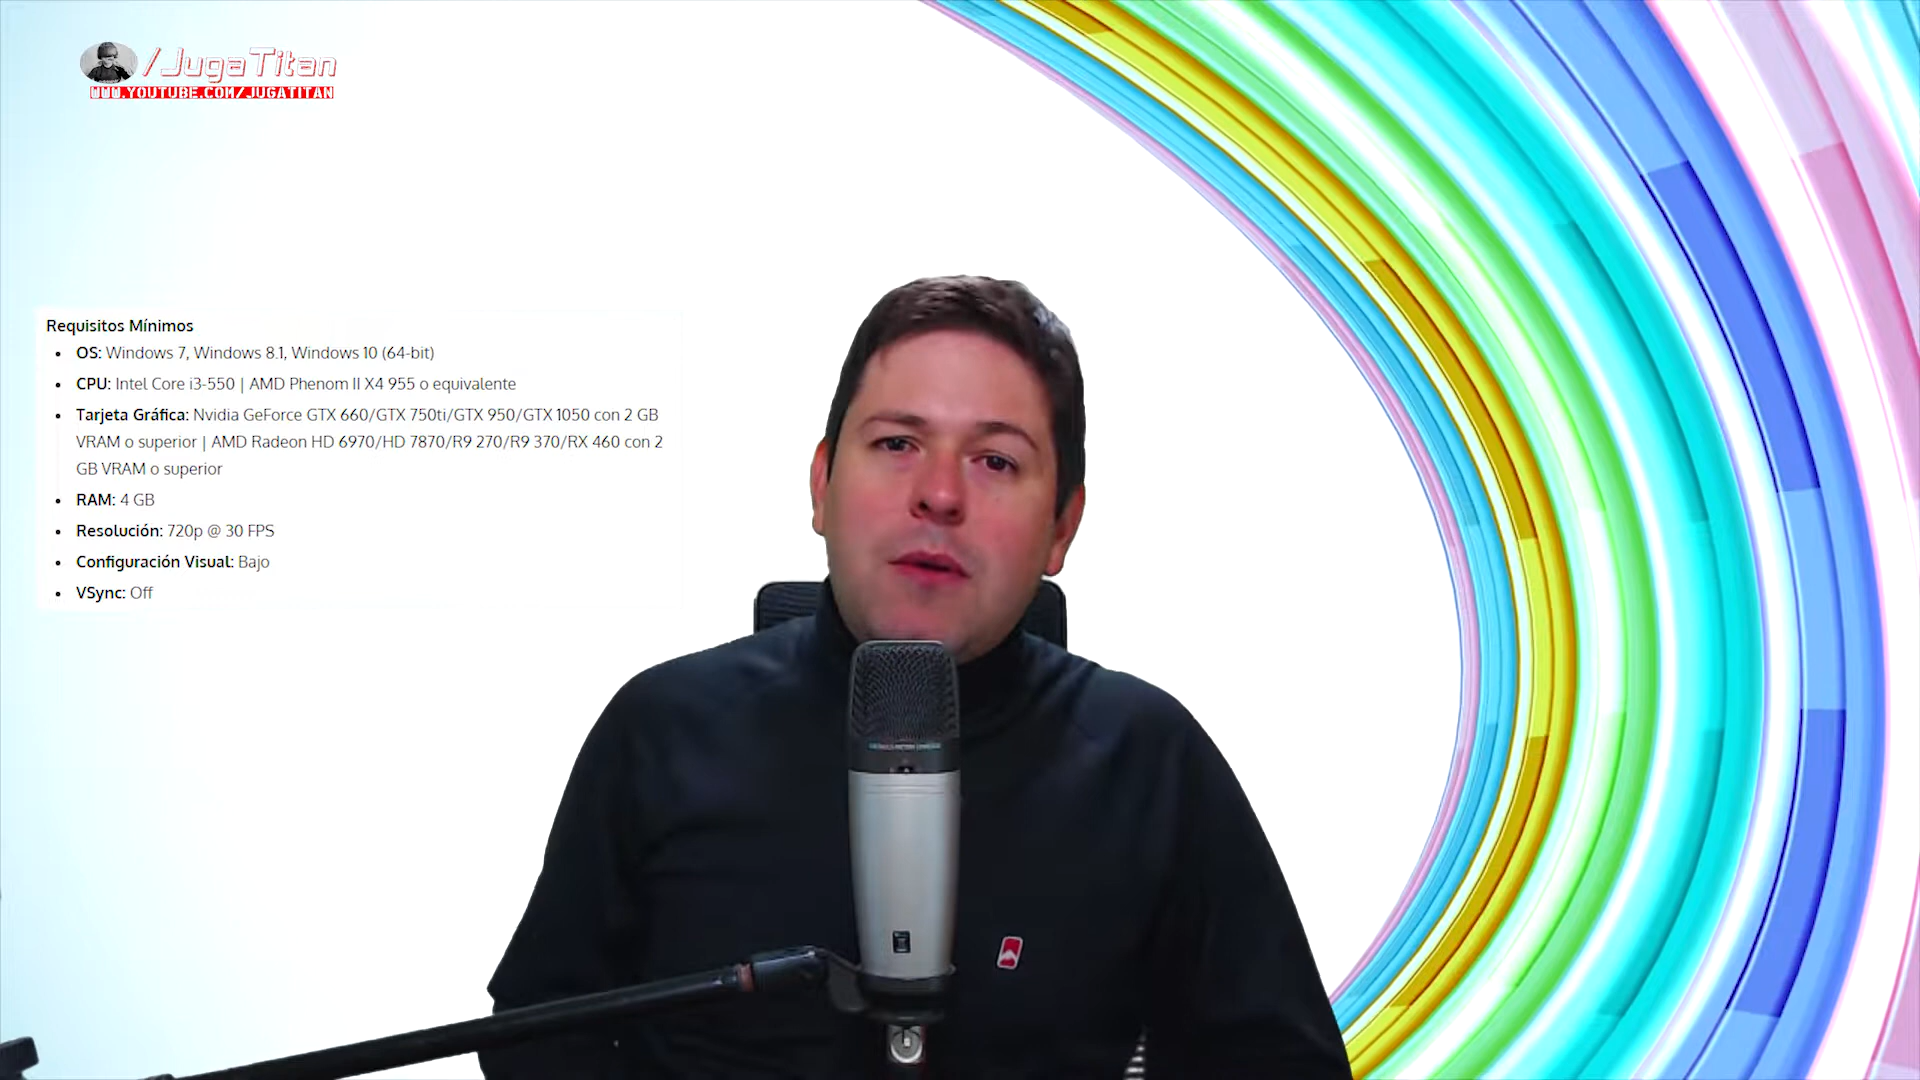 /JugaTitan
WWW.YOUTUBE.COM/JUGATITAN
Requisitos Mínimos
• OS: Windows 7, Windows 8.1, Windows 10 (64-bit)
• CPU: Intel Core i3-550 | AMD Phenom II X4 955 o equivalente
• Tarjeta Gráfica: Nvidia GeForce GTX 660/GTX 750ti/GTX 950/GTX 1050 con 2 GB
VRAM o superior | AMD Radeon HD 6970/HD 7870/R9 270/R9 370/RX 460 con 2
GB VRAM o superior
• RAM: 4 GB
• Resolución: 720p @ 30 FPS
• Configuración Visual: Bajo
• VSync: Off